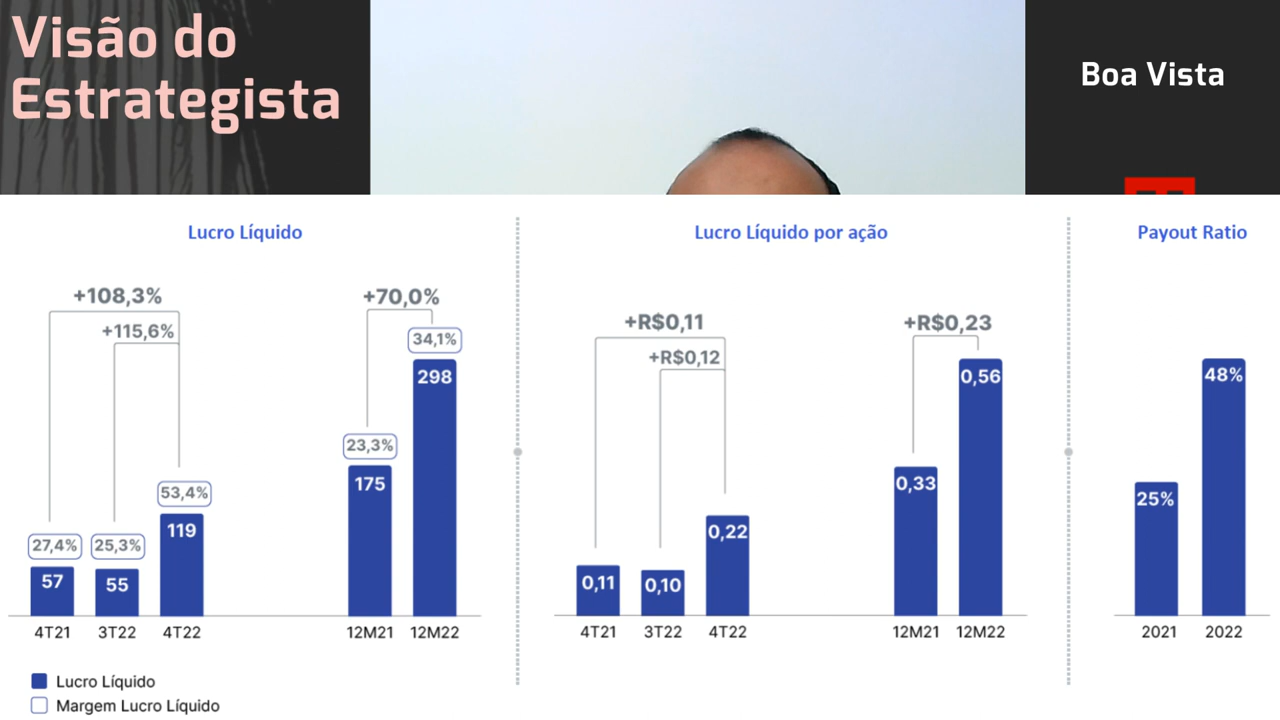 Visão do
Estrategista
Boa Vista
Lucro Líquido
+108,3%
+115,6%
+70,0%
27,4%
25,3%
53,4%
23,3%
34,1%
57
55
119
175
298
4T21
3T22
4T22
12M21
12M22
Lucro Líquido
Margem Lucro Líquido
Lucro Líquido por ação
+R$0,11
+R$0,12
+R$0,23
0,11
0,10
0,22
0,33
0,56
4T21
3T22
4T22
12M21
12M22
Payout Ratio
25%
48%
2021
2022